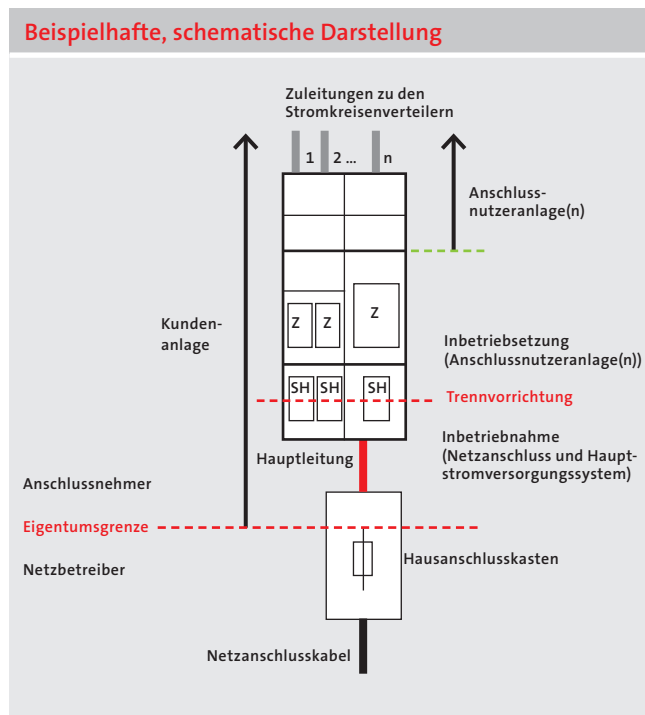 Beispielhafte, schematische Darstellung
Zuleitungen zu den
Stromkreisenverteilern
1 2 ... n
Anschluss-
nutzeranlage(n)
Kunden-
anlage
Z Z Z
Inbetriebsetzung
(Anschlussnutzeranlage(n))
SH SH SH
Trennvorrichtung
Hauptleitung
Inbetriebnahme
(Netzanschluss und Haupt-
stromversorgungssystem)
Anschlussnehmer
Eigentumsgrenze
Netzbetreiber
Hausanschlusskasten
Netzanschlusskabel